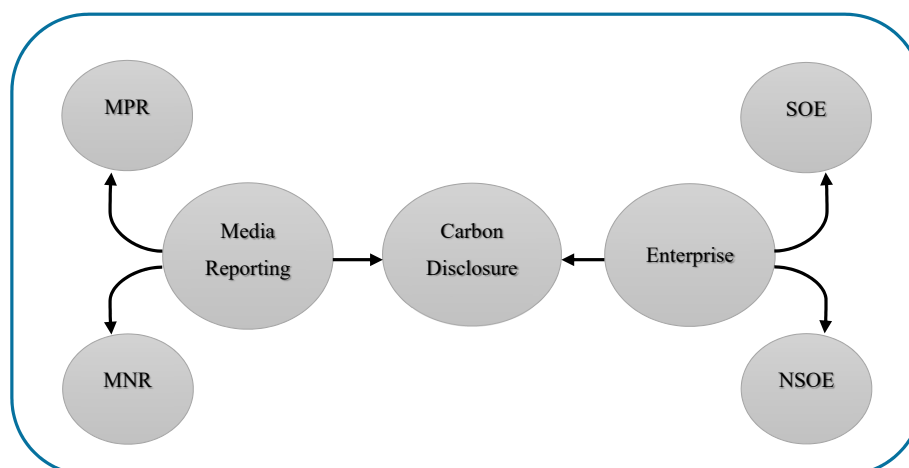 MPR
SOE
Media
Reporting
Carbon
Disclosure
Enterprise
MNR
NSOE